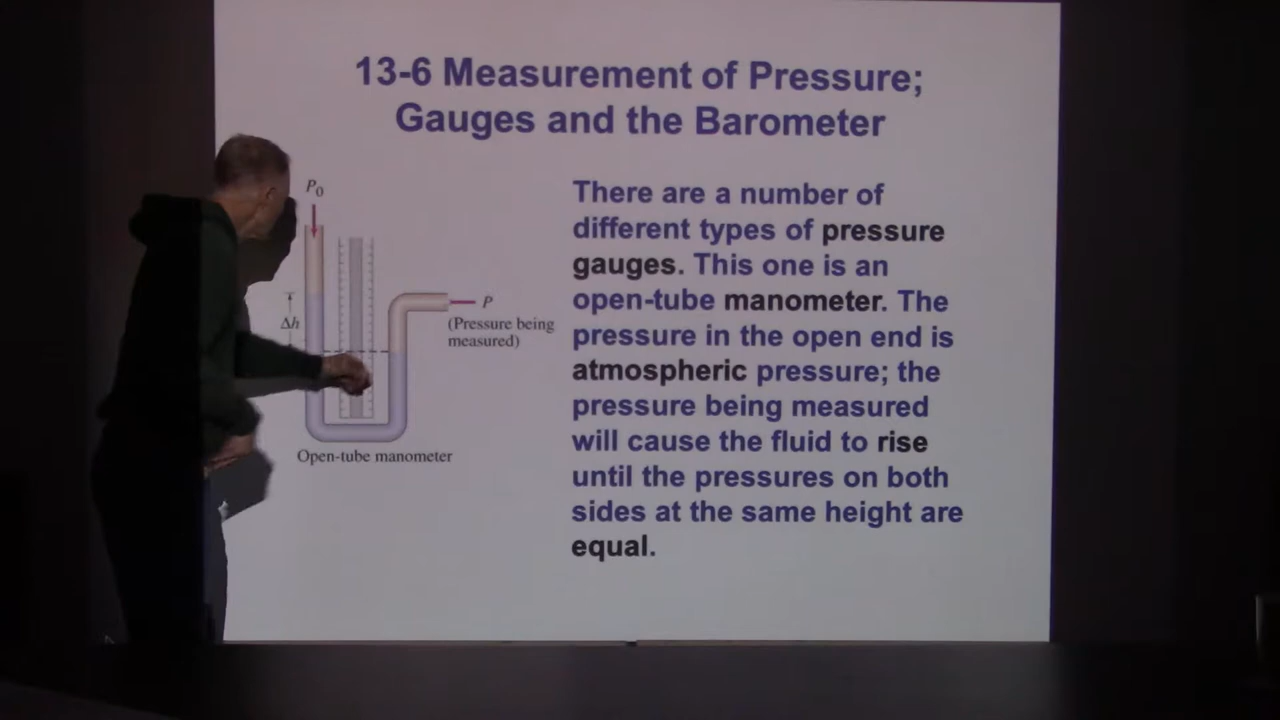 13-6 Measurement of Pressure;
Gauges and the Barometer
P0
Δh
P
(Pressure being
measured)
Open-tube manometer
There are a number of
different types of pressure
gauges. This one is an
open-tube manometer. The
pressure in the open end is
atmospheric pressure; the
pressure being measured
will cause the fluid to rise
until the pressures on both
sides at the same height are
equal.